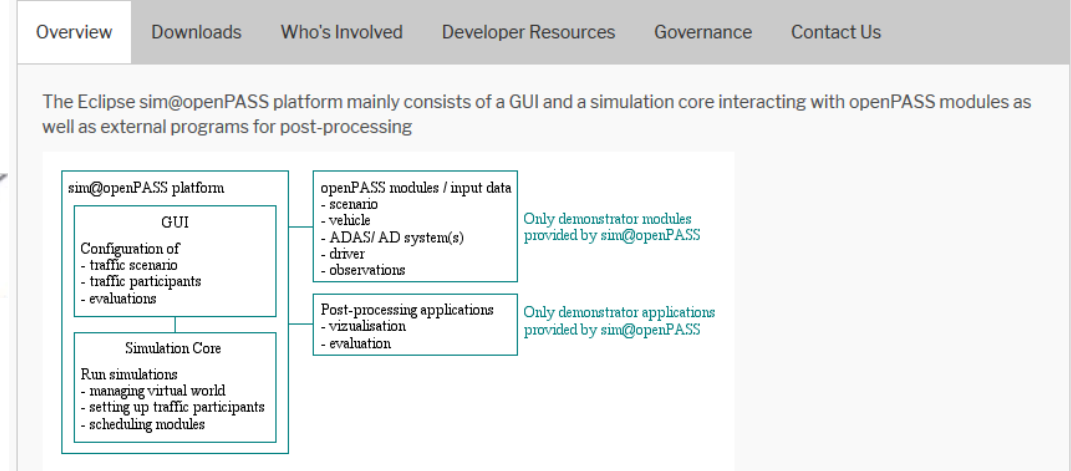 Overview Downloads Who's Involved Developer Resources Governance Contact Us
The Eclipse sim@openPASS platform mainly consists of a GUI and a simulation core interacting with openPASS modules as
well as external programs for post-processing
sim@openPASS platform
GUI
Configuration of
- traffic scenario
- traffic participants
- evaluations
Simulation Core
Run simulations
- managing virtual world
- setting up traffic participants
- scheduling modules
openPASS modules / input data
- scenario
- vehicle
- ADAS/ AD system(s)
- driver
- observations
Only demonstrator modules
provided by sim@openPASS
Post-processing applications
- vizualisation
- evaluation
Only demonstrator applications
provided by sim@openPASS